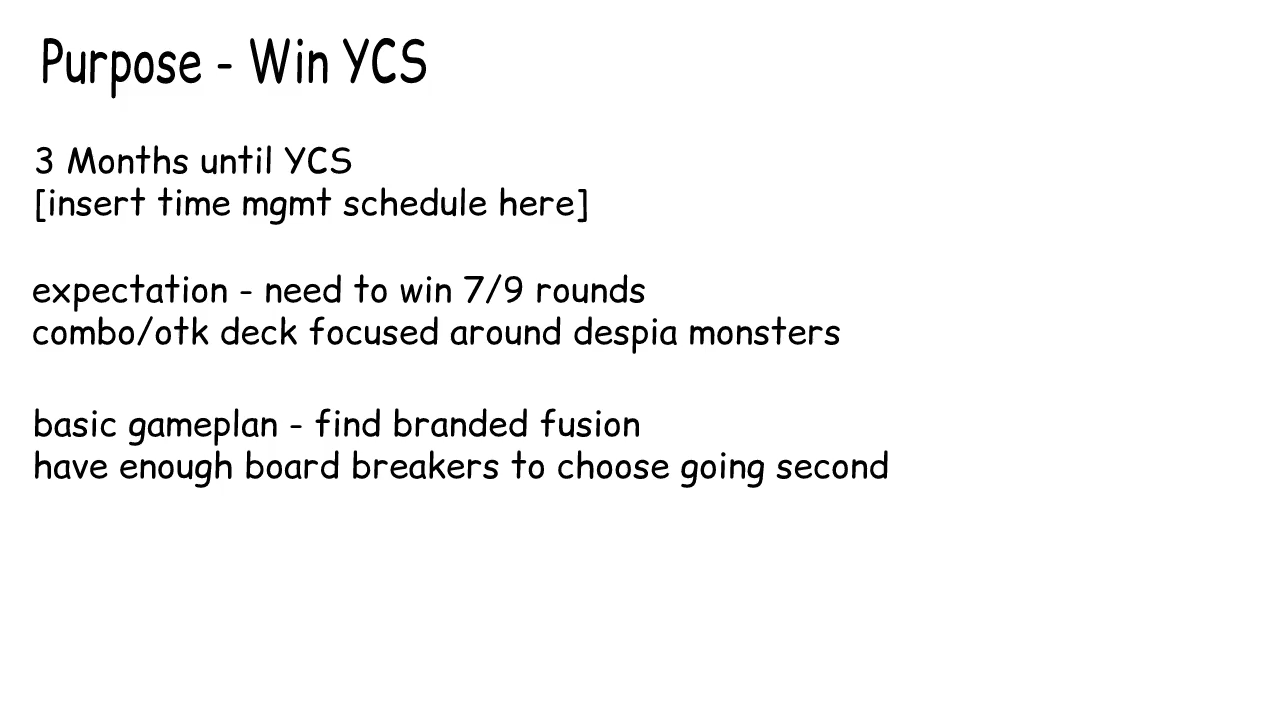 Purpose - Win YCS
3 Months until YCS
[insert time mgmt schedule here]
expectation - need to win 7/9 rounds
combo/otk deck focused around despia monsters
basic gameplan - find branded fusion
have enough board breakers to choose going second